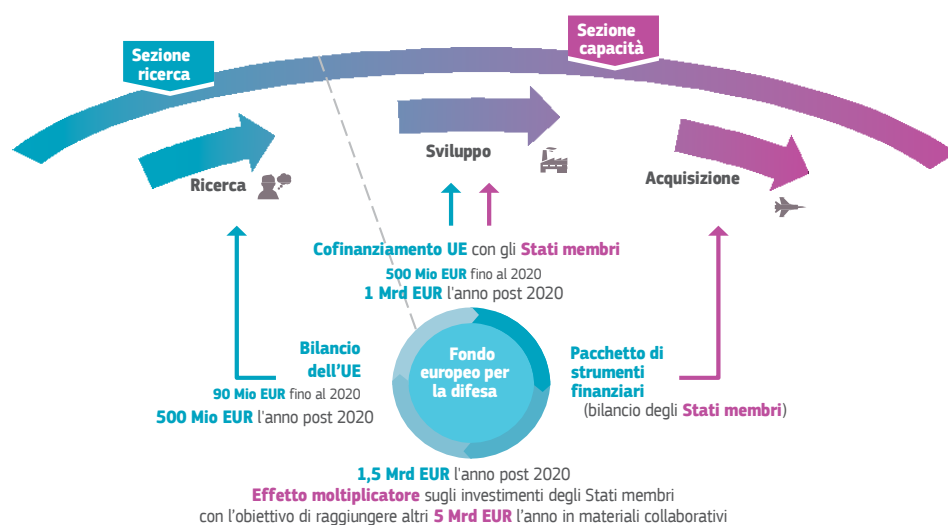 Sezione
ricerca
Sezione
capacità
Ricerca
Sviluppo
Acquisizione
Cofinanziamento UE con gli Stati membri
500 Mio EUR fino al 2020
1 Mrd EUR l'anno post 2020
Bilancio
dell'UE
90 Mio EUR fino al 2020
500 Mio EUR l'anno post 2020
Fondo
europeo per
la difesa
Pacchetto di
strumenti
finanziari
(bilancio degli Stati membri)
1,5 Mrd EUR l'anno post 2020
Effetto moltiplicatore sugli investimenti degli Stati membri
con l'obiettivo di raggiungere altri 5 Mrd EUR l'anno in materiali collaborativi